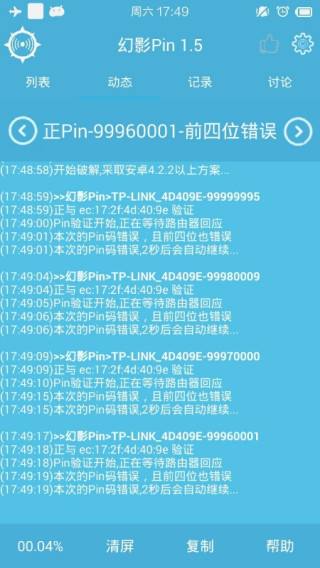 周六 17:49
幻影Pin 1.5
列表 动态 记录 讨论
正Pin-99960001-前四位错误
(17:48:58)开始破解,采取安卓4.2.2以上方案...
(17:48:59)>>幻影Pin>TP-LINK_4D409E-99999995
(17:48:59)正与 ec:17:2f:4d:40:9e 验证
(17:49:00)Pin验证开始,正在等待路由器回应
(17:49:01)本次的Pin码错误，且前四位也错误
(17:49:01)本次的Pin码错误,2秒后会自动继续...
(17:49:04)>>幻影Pin>TP-LINK_4D409E-99980009
(17:49:04)正与 ec:17:2f:4d:40:9e 验证
(17:49:05)Pin验证开始,正在等待路由器回应
(17:49:06)本次的Pin码错误，且前四位也错误
(17:49:06)本次的Pin码错误,2秒后会自动继续...
(17:49:09)>>幻影Pin>TP-LINK_4D409E-99970000
(17:49:09)正与 ec:17:2f:4d:40:9e 验证
(17:49:10)Pin验证开始,正在等待路由器回应
(17:49:15)本次的Pin码错误，且前四位也错误
(17:49:15)本次的Pin码错误,2秒后会自动继续...
(17:49:17)>>幻影Pin>TP-LINK_4D409E-99960001
(17:49:18)正与 ec:17:2f:4d:40:9e 验证
(17:49:18)Pin验证开始,正在等待路由器回应
(17:49:19)本次的Pin码错误，且前四位也错误
(17:49:19)本次的Pin码错误,2秒后会自动继续...
00.04% 清屏 复制 帮助